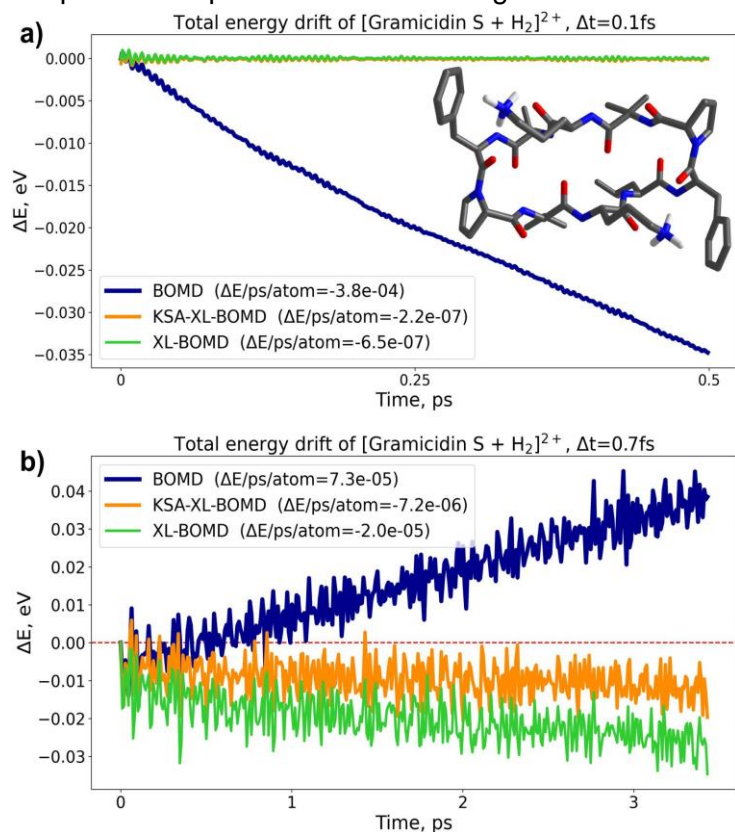 a)
Total energy drift of [Gramicidin S + H₂]²⁺, Δt=0.1fs
0.000
−0.005
−0.010
−0.015
−0.020
−0.025
−0.030
−0.035
ΔE, eV
BOMD (ΔE/ps/atom=-3.8e-04)
KSA-XL-BOMD (ΔE/ps/atom=-2.2e-07)
XL-BOMD (ΔE/ps/atom=-6.5e-07)
0
0.25
0.5
Time, ps
b)
Total energy drift of [Gramicidin S + H₂]²⁺, Δt=0.7fs
0.04
0.03
0.02
0.01
0.00
−0.01
−0.02
−0.03
ΔE, eV
BOMD (ΔE/ps/atom=7.3e-05)
KSA-XL-BOMD (ΔE/ps/atom=-7.2e-06)
XL-BOMD (ΔE/ps/atom=-2.0e-05)
0
1
2
3
Time, ps